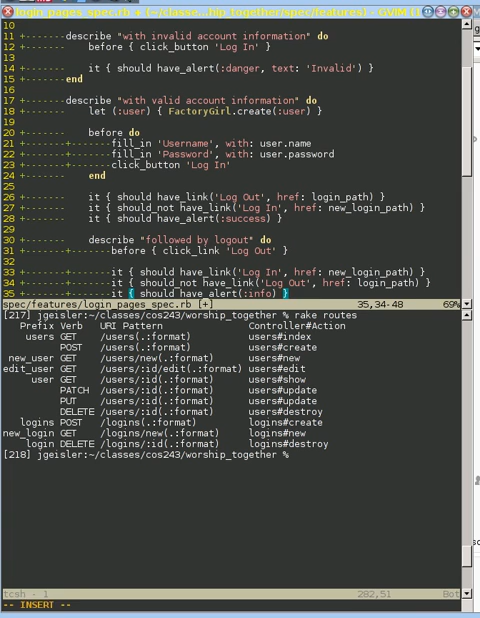 login_pages_spec.rb + (~/classe...ship_together/spec/features) - GVIM
10
11 +-------describe "with invalid account information" do
12 +-------    before { click_button 'Log In' }
13
14 +-------    it { should have_alert(:danger, text: 'Invalid') }
15 +-------end
16
17 +-------describe "with valid account information" do
18 +-------    let (:user) { FactoryGirl.create(:user) }
19
20 +-------    before do
21 +-------+-------fill_in 'Username', with: user.name
22 +-------+-------fill_in 'Password', with: user.password
23 +-------+-------click_button 'Log In'
24 +-------    end
25
26 +-------    it { should have_link('Log Out', href: login_path) }
27 +-------    it { should_not have_link('Log In', href: new_login_path) }
28 +-------    it { should have_alert(:success) }
29
30 +-------    describe "followed by logout" do
31 +-------+-------before { click_link 'Log Out' }
32
33 +-------+-------it { should have_link('Log In', href: new_login_path) }
34 +-------+-------it { should_not have_link('Log Out', href: login_path) }
35 +-------+-------it { should have_alert(:info) }
spec/features/login_pages_spec.rb [+] 35,34-48 69%
[217] jgeisler:~/classes/cos243/worship_together % rake routes
Prefix Verb URI Pattern Controller#Action
users GET /users(.:format) users#index
POST /users(.:format) users#create
new_user GET /users/new(.:format) users#new
edit_user GET /users/:id/edit(.:format) users#edit
user GET /users/:id(.:format) users#show
PATCH /users/:id(.:format) users#update
PUT /users/:id(.:format) users#update
DELETE /users/:id(.:format) users#destroy
logins POST /logins(.:format) logins#create
new_login GET /logins/new(.:format) logins#new
login DELETE /logins/:id(.:format) logins#destroy
[218] jgeisler:~/classes/cos243/worship_together %
tcsh - 1 282,51 Bot
-- INSERT --